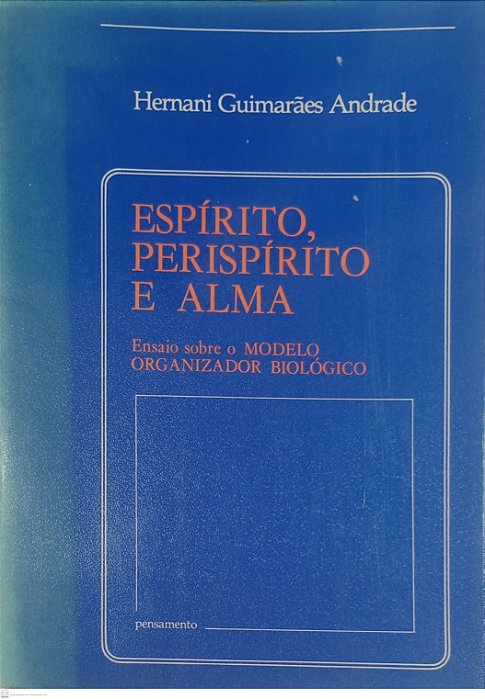 Hernani Guimarães Andrade
ESPÍRITO,
PERISPÍRITO
E ALMA
Ensaio sobre o MODELO
ORGANIZADOR BIOLÓGICO
pensamento